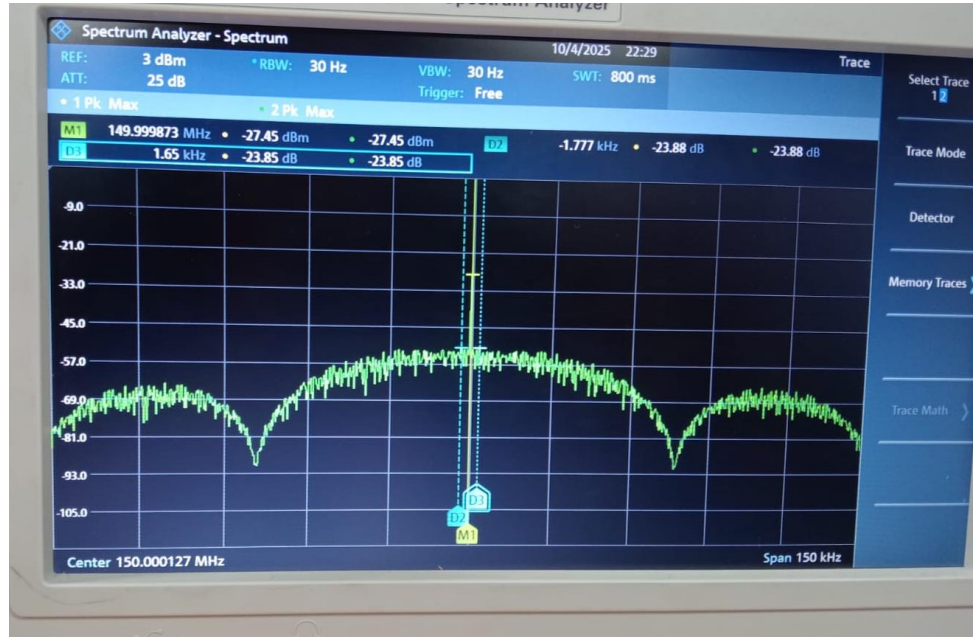 Spectrum Analyzer
Spectrum Analyzer - Spectrum
10/4/2025 22:29
Trace
REF: 3 dBm
* RBW: 30 Hz
VBW: 30 Hz
SWT: 800 ms
ATT: 25 dB
Trigger: Free
1 Pk Max
2 Pk Max
M1 149.999873 MHz -27.45 dBm -27.45 dBm
D2 -1.777 kHz -23.88 dB -23.88 dB
D3 1.65 kHz -23.85 dB -23.85 dB
-9.0
-21.0
-33.0
-45.0
-57.0
-69.0
-81.0
-93.0
-105.0
D3
D2
M1
Center 150.000127 MHz
Span 150 kHz
Select Trace
1 2
Trace Mode
Detector
Memory Traces
Trace Math